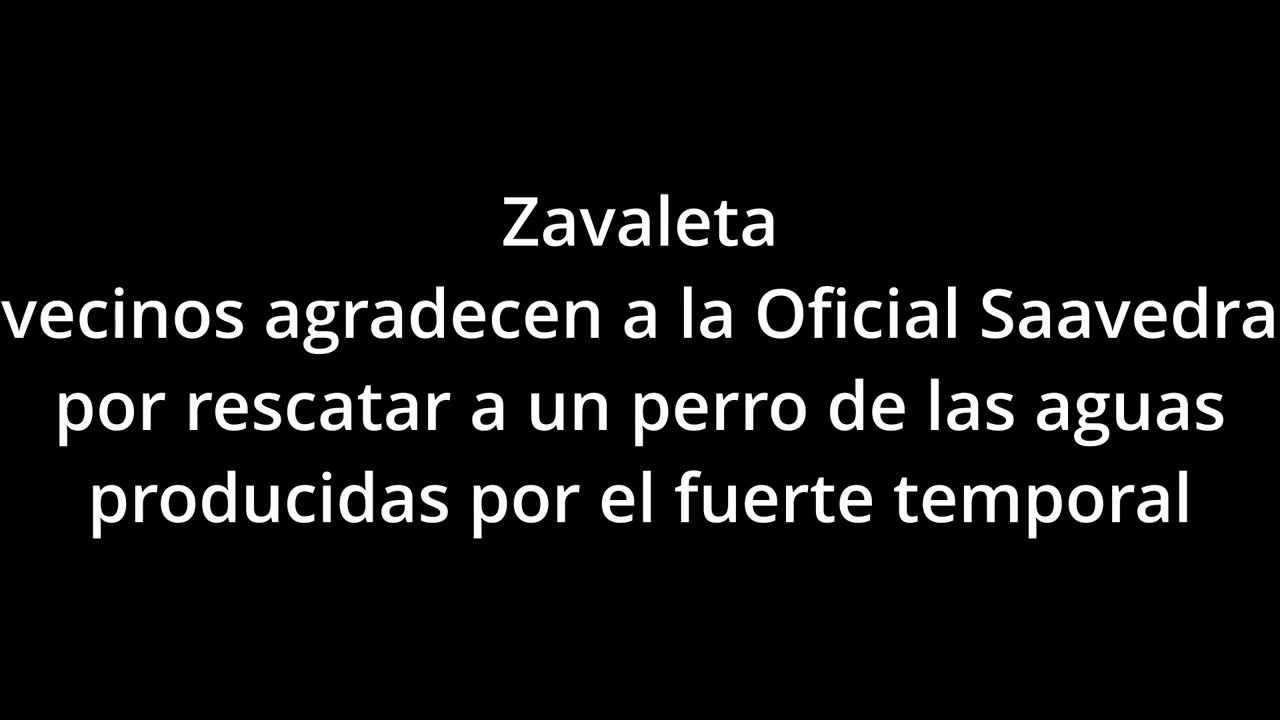 Zavaleta
vecinos agradecen a la Oficial Saavedra
por rescatar a un perro de las aguas
producidas por el fuerte temporal